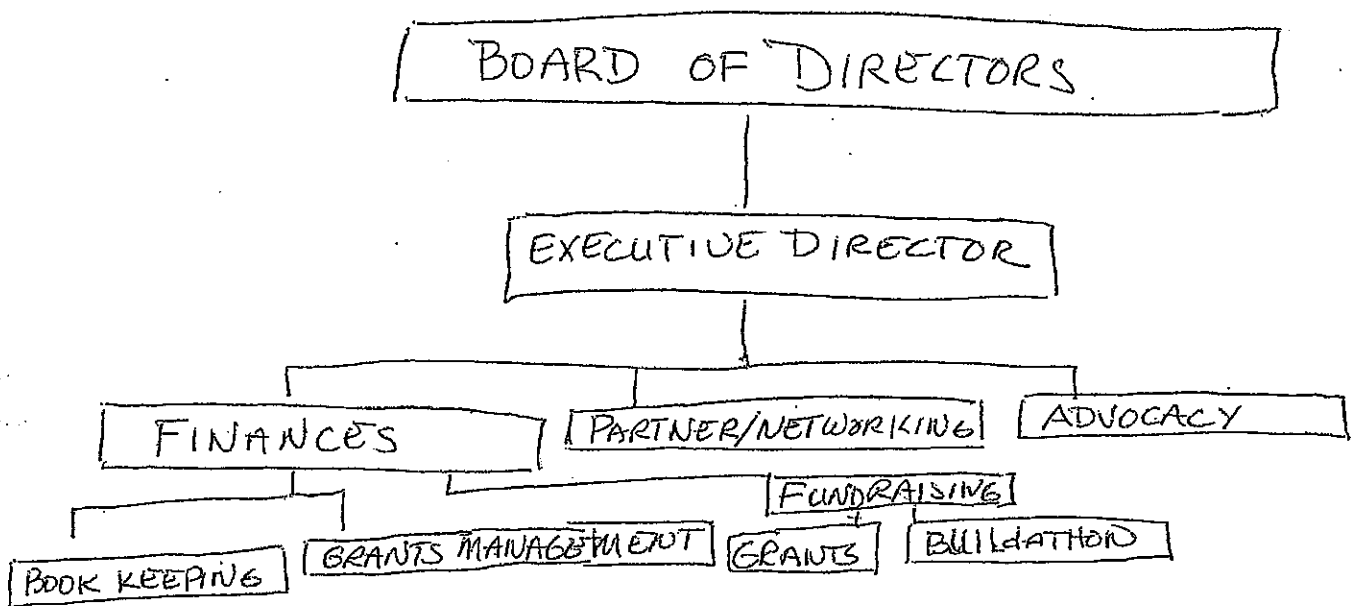 BOARD OF DIRECTORS
EXECUTIVE DIRECTOR
FINANCES
PARTNER/NETWORKING
ADVOCACY
FUNDRAISING
BOOK KEEPING
GRANTS MANAGEMENT
GRANTS
BUILdATHON